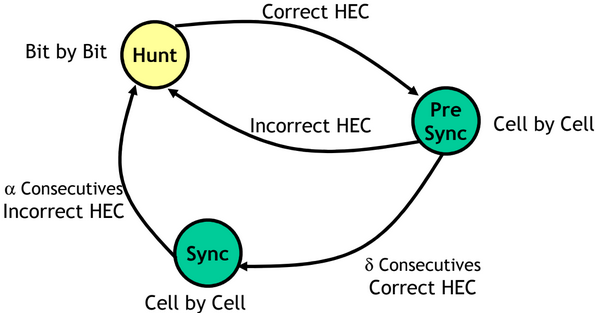 Correct HEC
Bit by Bit
Hunt
Pre
Sync
Cell by Cell
Incorrect HEC
α Consecutives
Incorrect HEC
Sync
δ Consecutives
Correct HEC
Cell by Cell